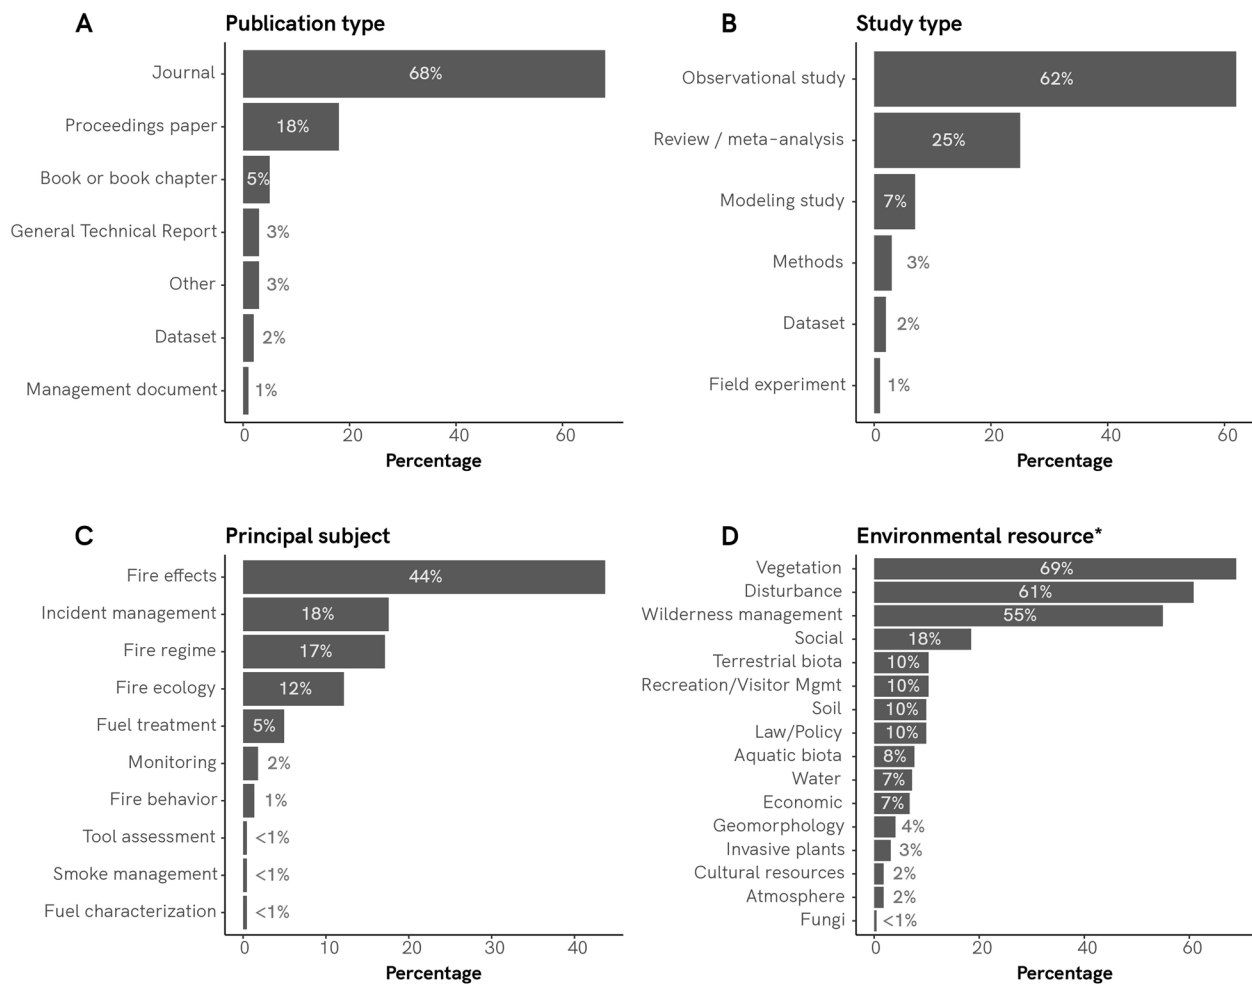 A Publication type
Journal 68%
Proceedings paper 18%
Book or book chapter 5%
General Technical Report 3%
Other 3%
Dataset 2%
Management document 1%
0 20 40 60
Percentage
B Study type
Observational study 62%
Review / meta-analysis 25%
Modeling study 7%
Methods 3%
Dataset 2%
Field experiment 1%
0 20 40 60
Percentage
C Principal subject
Fire effects 44%
Incident management 18%
Fire regime 17%
Fire ecology 12%
Fuel treatment 5%
Monitoring 2%
Fire behavior 1%
Tool assessment <1%
Smoke management <1%
Fuel characterization <1%
0 10 20 30 40
Percentage
D Environmental resource*
Vegetation 69%
Disturbance 61%
Wilderness management 55%
Social 18%
Terrestrial biota 10%
Recreation/Visitor Mgmt 10%
Soil 10%
Law/Policy 10%
Aquatic biota 8%
Water 7%
Economic 7%
Geomorphology 4%
Invasive plants 3%
Cultural resources 2%
Atmosphere 2%
Fungi <1%
0 20 40 60
Percentage